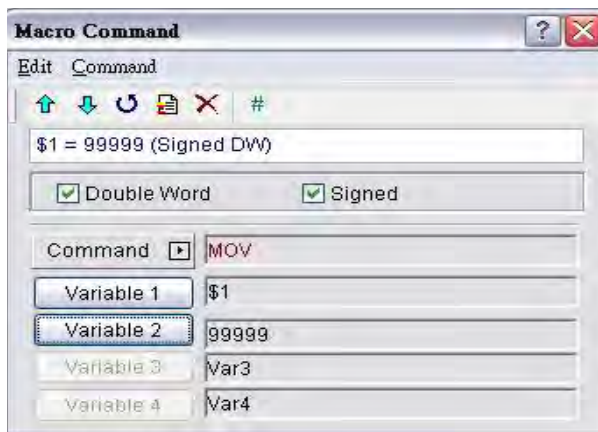 Macro Command
Edit Command
#
$1 = 99999 (Signed DW)
Double Word Signed
Command MOV
Variable 1 $1
Variable 2 99999
Variable 3 Var3
Variable 4 Var4